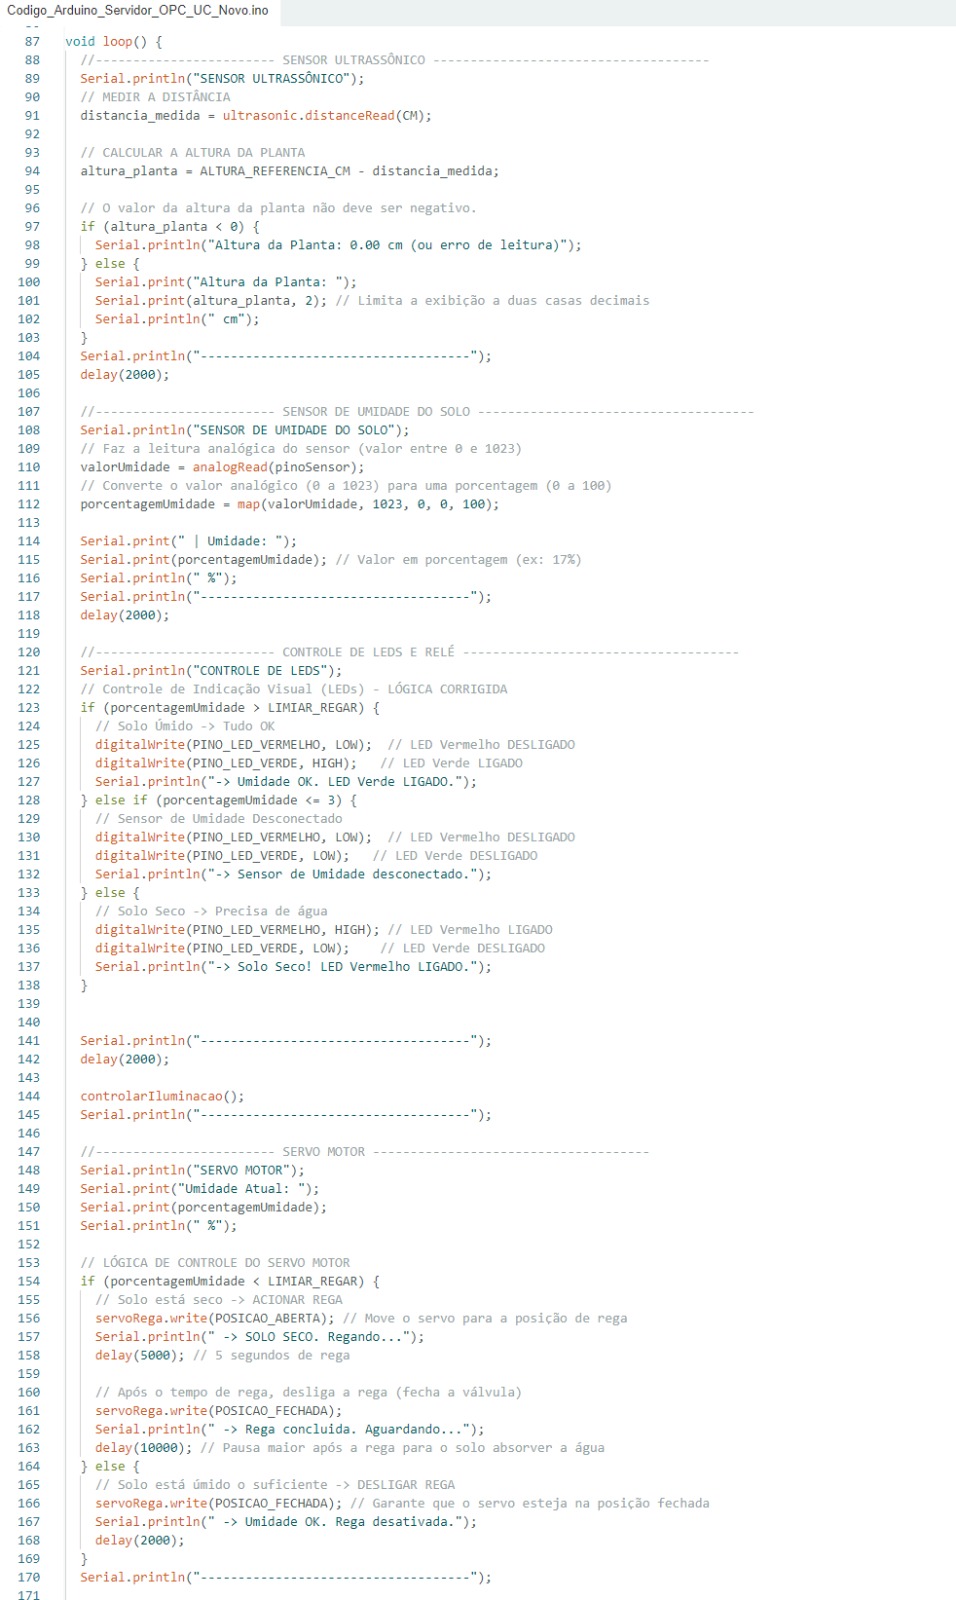 Codigo_Arduino_Servidor_OPC_UC_Novo.ino
87 void loop() {
88 //------------------------ SENSOR ULTRASSÔNICO -------------------------------------
89 Serial.println("SENSOR ULTRASSÔNICO");
90 // MEDIR A DISTÂNCIA
91 distancia_medida = ultrasonic.distanceRead(CM);
92
93 // CALCULAR A ALTURA DA PLANTA
94 altura_planta = ALTURA_REFERENCIA_CM - distancia_medida;
95
96 // O valor da altura da planta não deve ser negativo.
97 if (altura_planta < 0) {
98 Serial.println("Altura da Planta: 0.00 cm (ou erro de leitura)");
99 } else {
100 Serial.print("Altura da Planta: ");
101 Serial.print(altura_planta, 2); // Limita a exibição a duas casas decimais
102 Serial.println(" cm");
103 }
104 Serial.println("------------------------------------");
105 delay(2000);
106
107 //------------------------ SENSOR DE UMIDADE DO SOLO -------------------------------------
108 Serial.println("SENSOR DE UMIDADE DO SOLO");
109 // Faz a leitura analógica do sensor (valor entre 0 e 1023)
110 valorUmidade = analogRead(pinoSensor);
111 // Converte o valor analógico (0 a 1023) para uma porcentagem (0 a 100)
112 porcentagemUmidade = map(valorUmidade, 1023, 0, 0, 100);
113
114 Serial.print(" | Umidade: ");
115 Serial.print(porcentagemUmidade); // Valor em porcentagem (ex: 17%)
116 Serial.println(" %");
117 Serial.println("------------------------------------");
118 delay(2000);
119
120 //------------------------ CONTROLE DE LEDS E RELÉ -------------------------------------
121 Serial.println("CONTROLE DE LEDS");
122 // Controle de Indicação Visual (LEDs) - LÓGICA CORRIGIDA
123 if (porcentagemUmidade > LIMIAR_REGAR) {
124 // Solo Úmido -> Tudo OK
125 digitalWrite(PINO_LED_VERMELHO, LOW); // LED Vermelho DESLIGADO
126 digitalWrite(PINO_LED_VERDE, HIGH); // LED Verde LIGADO
127 Serial.println("-> Umidade OK. LED Verde LIGADO.");
128 } else if (porcentagemUmidade <= 3) {
129 // Sensor de Umidade Desconectado
130 digitalWrite(PINO_LED_VERMELHO, LOW); // LED Vermelho DESLIGADO
131 digitalWrite(PINO_LED_VERDE, LOW); // LED Verde DESLIGADO
132 Serial.println("-> Sensor de Umidade desconectado.");
133 } else {
134 // Solo Seco -> Precisa de água
135 digitalWrite(PINO_LED_VERMELHO, HIGH); // LED Vermelho LIGADO
136 digitalWrite(PINO_LED_VERDE, LOW); // LED Verde DESLIGADO
137 Serial.println("-> Solo Seco! LED Vermelho LIGADO.");
138 }
139
140
141 Serial.println("------------------------------------");
142 delay(2000);
143
144 controlarIluminacao();
145 Serial.println("------------------------------------");
146
147 //------------------------ SERVO MOTOR -------------------------------------
148 Serial.println("SERVO MOTOR");
149 Serial.print("Umidade Atual: ");
150 Serial.print(porcentagemUmidade);
151 Serial.println(" %");
152
153 // LÓGICA DE CONTROLE DO SERVO MOTOR
154 if (porcentagemUmidade < LIMIAR_REGAR) {
155 // Solo está seco -> ACIONAR REGA
156 servoRega.write(POSICAO_ABERTA); // Move o servo para a posição de rega
157 Serial.println(" -> SOLO SECO. Regando...");
158 delay(5000); // 5 segundos de rega
159
160 // Após o tempo de rega, desliga a rega (fecha a válvula)
161 servoRega.write(POSICAO_FECHADA);
162 Serial.println(" -> Rega concluida. Aguardando...");
163 delay(10000); // Pausa maior após a rega para o solo absorver a água
164 } else {
165 // Solo está úmido o suficiente -> DESLIGAR REGA
166 servoRega.write(POSICAO_FECHADA); // Garante que o servo esteja na posição fechada
167 Serial.println(" -> Umidade OK. Rega desativada.");
168 delay(2000);
169 }
170 Serial.println("------------------------------------");
171